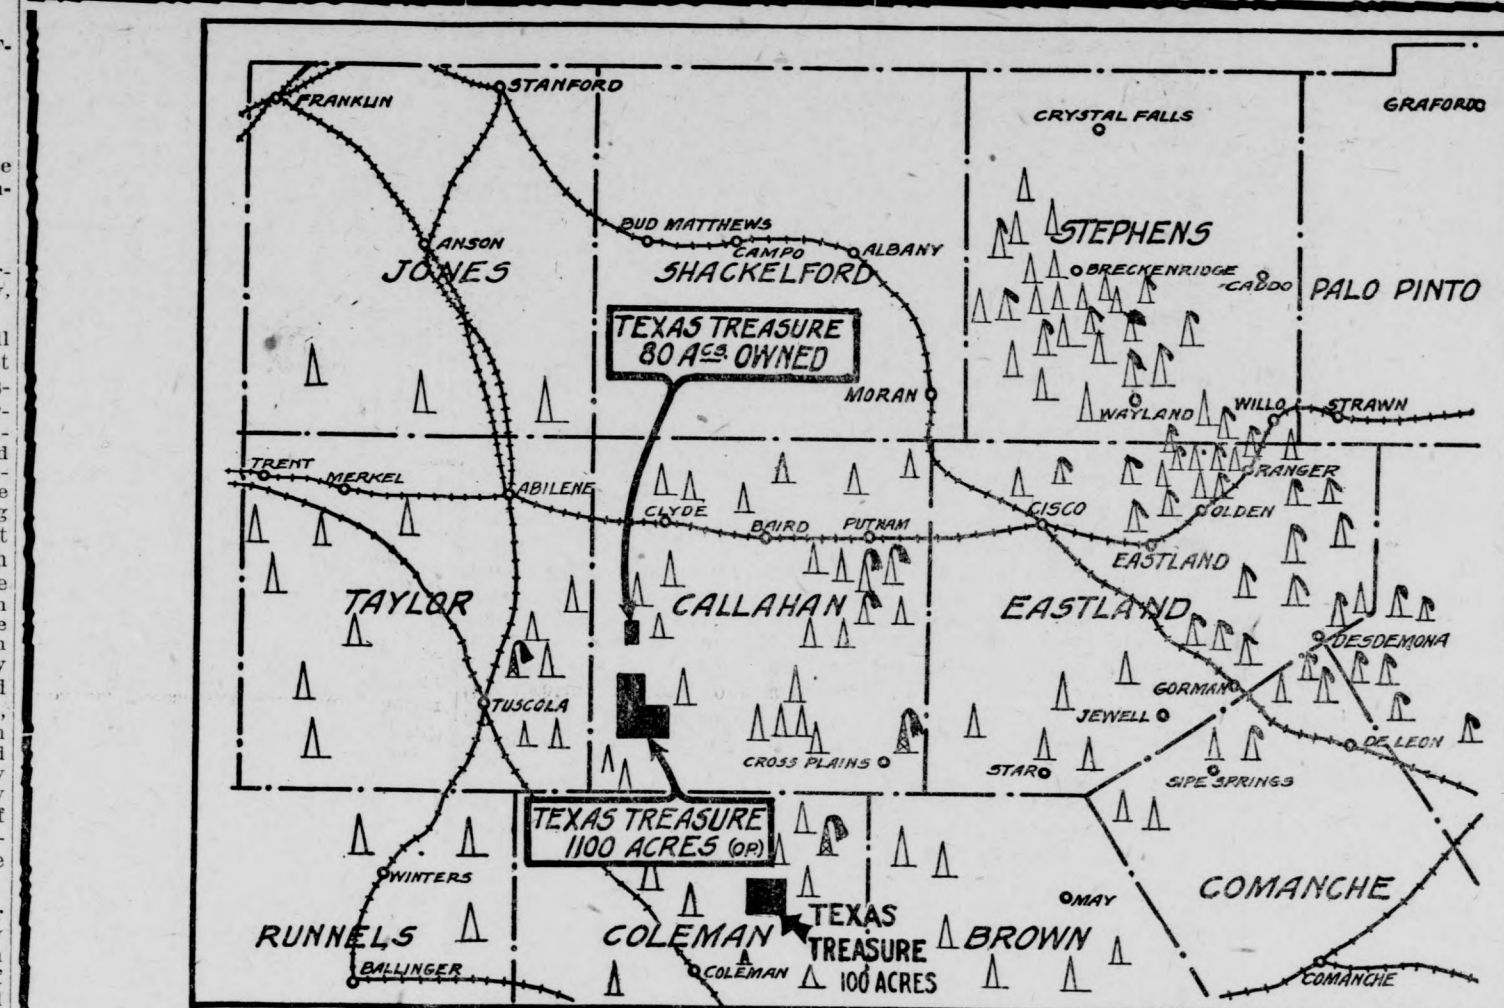 FRANKLIN
STANFORD
CRYSTAL FALLS
GRAFORD
ANSON
JONES
BUD MATTHEWS
CAMPO
ALBANY
SHACKELFORD
STEPHENS
BRECKENRIDGE
CADDO
PALO PINTO
TEXAS TREASURE
80 ACS. OWNED
MORAN
WAYLAND
WILLO
STRAWN
TRENT
MERKEL
ABILENE
CLYDE
BAIRD
PUTNAM
CISCO
RANGER
OLDEN
EASTLAND
TAYLOR
CALLAHAN
EASTLAND
DESDEMONA
TUSCOLA
GORMAN
JEWELL
DE LEON
CROSS PLAINS
STAR
SIPE SPRINGS
TEXAS TREASURE
1100 ACRES (OP)
WINTERS
MAY
COMANCHE
RUNNELS
COLEMAN
TEXAS
TREASURE
100 ACRES
BROWN
BALLINGER
COLEMAN
COMANCHE